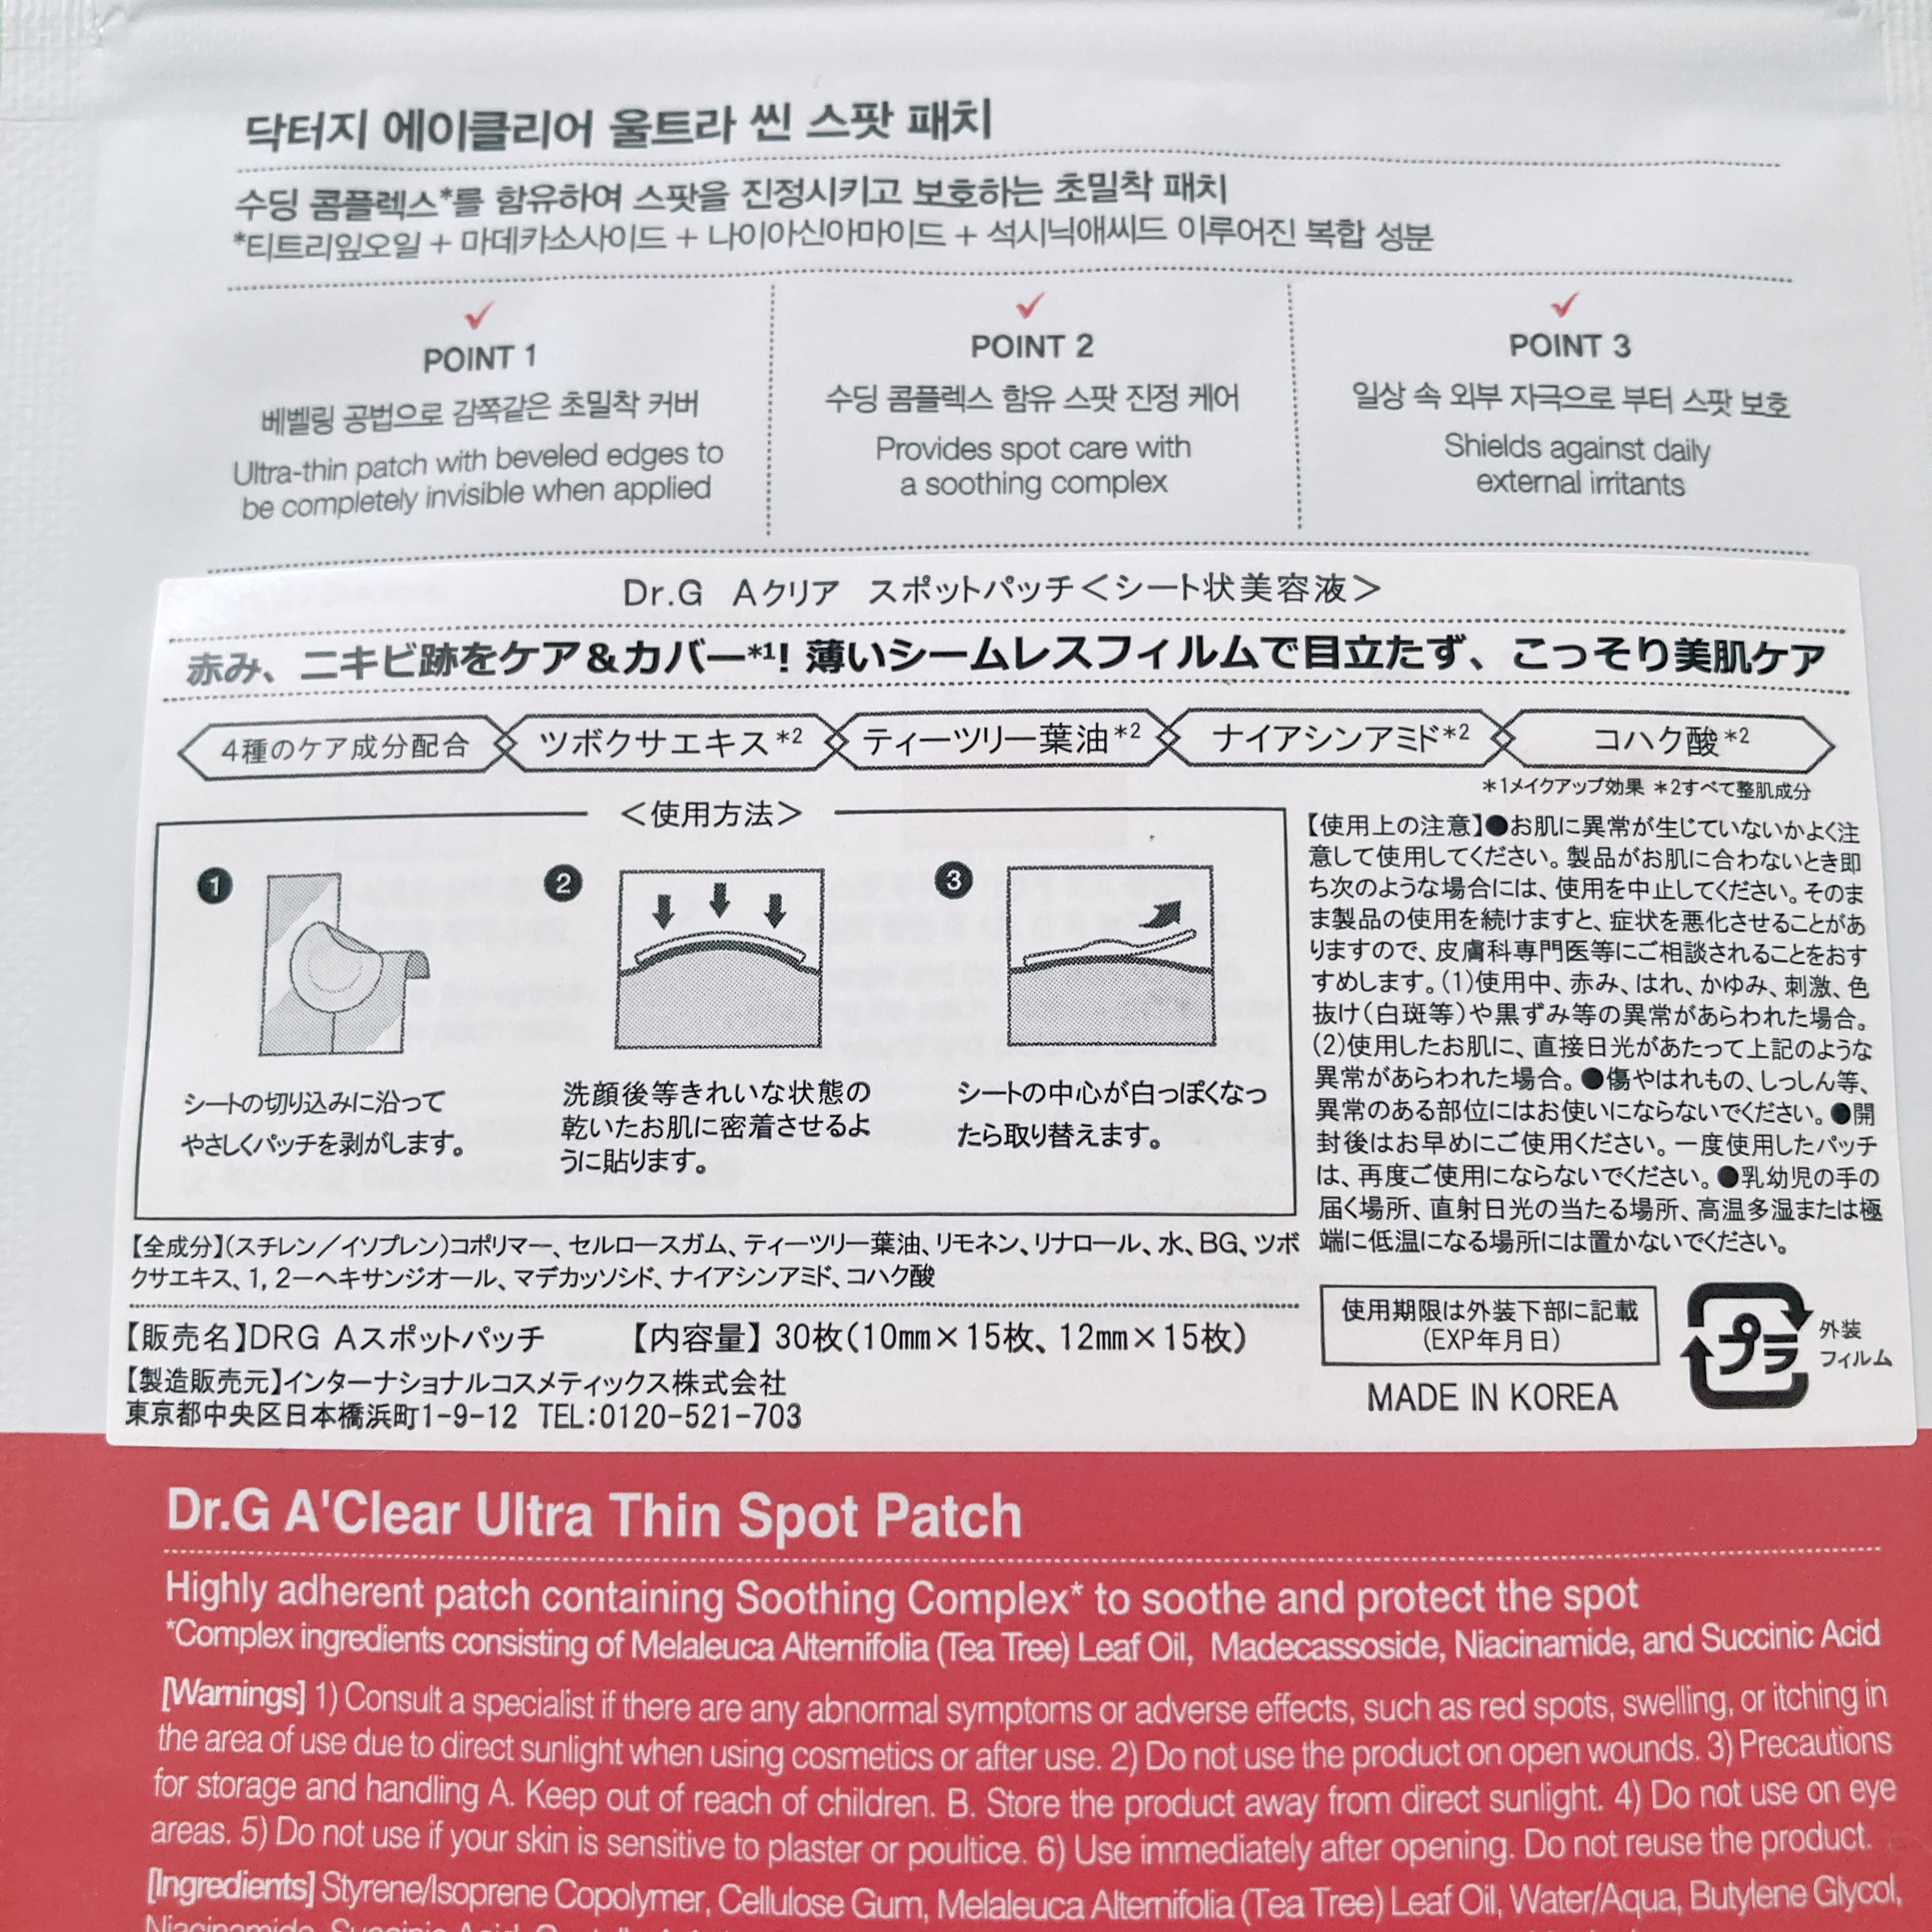 닥터지 에이클리어 울트라 씬 스팟 패치
수딩 콤플렉스*를 함유하여 스팟을 진정시키고 보호하는 초밀착 패치
*티트리잎오일 + 마데카소사이드 + 나이아신아마이드 + 석시닉애씨드 이루어진 복합 성분
POINT 1
베벨링 공법으로 감쪽같은 초밀착 커버
Ultra-thin patch with beveled edges to
be completely invisible when applied
POINT 2
수딩 콤플렉스 함유 스팟 진정 케어
Provides spot care with
a soothing complex
POINT 3
일상 속 외부 자극으로 부터 스팟 보호
Shields against daily
external irritants
Dr.G Aクリア スポットパッチ＜シート状美容液＞
赤み、ニキビ跡をケア＆カバー*1! 薄いシームレスフィルムで目立たず、こっそり美肌ケア
4種のケア成分配合 ツボクサエキス*2 ティーツリー葉油*2 ナイアシンアミド*2 コハク酸*2
*1メイクアップ効果 *2すべて整肌成分
＜使用方法＞
1
シートの切り込みに沿って
やさしくパッチを剥がします。
2
洗顔後等きれいな状態の
乾いたお肌に密着させるよ
うに貼ります。
3
シートの中心が白っぽくなっ
たら取り替えます。
【使用上の注意】●お肌に異常が生じていないかよく注
意して使用してください。製品がお肌に合わないとき即
ち次のような場合には、使用を中止してください。そのま
ま製品の使用を続けますと、症状を悪化させることがあ
りますので、皮膚科専門医等にご相談されることをおす
すめします。(1)使用中、赤み、はれ、かゆみ、刺激、色
抜け(白斑等)や黒ずみ等の異常があらわれた場合。
(2)使用したお肌に、直接日光があたって上記のような
異常があらわれた場合。●傷やはれもの、しっしん等、
異常のある部位にはお使いにならないでください。●開
封後はお早めにご使用ください。一度使用したパッチ
は、再度ご使用にならないでください。●乳幼児の手の
届く場所、直射日光の当たる場所、高温多湿または極
端に低温になる場所には置かないでください。
【全成分】(スチレン／イソプレン)コポリマー、セルロースガム、ティーツリー葉油、リモネン、リナロール、水、BG、ツボ
クサエキス、1, 2－ヘキサンジオール、マデカッソシド、ナイアシンアミド、コハク酸
【販売名】DRG Aスポットパッチ 【内容量】30枚(10mm×15枚、12mm×15枚)
【製造販売元】インターナショナルコスメティックス株式会社
東京都中央区日本橋浜町1-9-12 TEL:0120-521-703
使用期限は外装下部に記載
(EXP年月日)
MADE IN KOREA
プラ
外装
フィルム
Dr.G A'Clear Ultra Thin Spot Patch
Highly adherent patch containing Soothing Complex* to soothe and protect the spot
*Complex ingredients consisting of Melaleuca Alternifolia (Tea Tree) Leaf Oil, Madecassoside, Niacinamide, and Succinic Acid
[Warnings] 1) Consult a specialist if there are any abnormal symptoms or adverse effects, such as red spots, swelling, or itching in
the area of use due to direct sunlight when using cosmetics or after use. 2) Do not use the product on open wounds. 3) Precautions
for storage and handling A. Keep out of reach of children. B. Store the product away from direct sunlight. 4) Do not use on eye
areas. 5) Do not use if your skin is sensitive to plaster or poultice. 6) Use immediately after opening. Do not reuse the product.
[Ingredients] Styrene/Isoprene Copolymer, Cellulose Gum, Melaleuca Alternifolia (Tea Tree) Leaf Oil, Water/Aqua, Butylene Glycol,